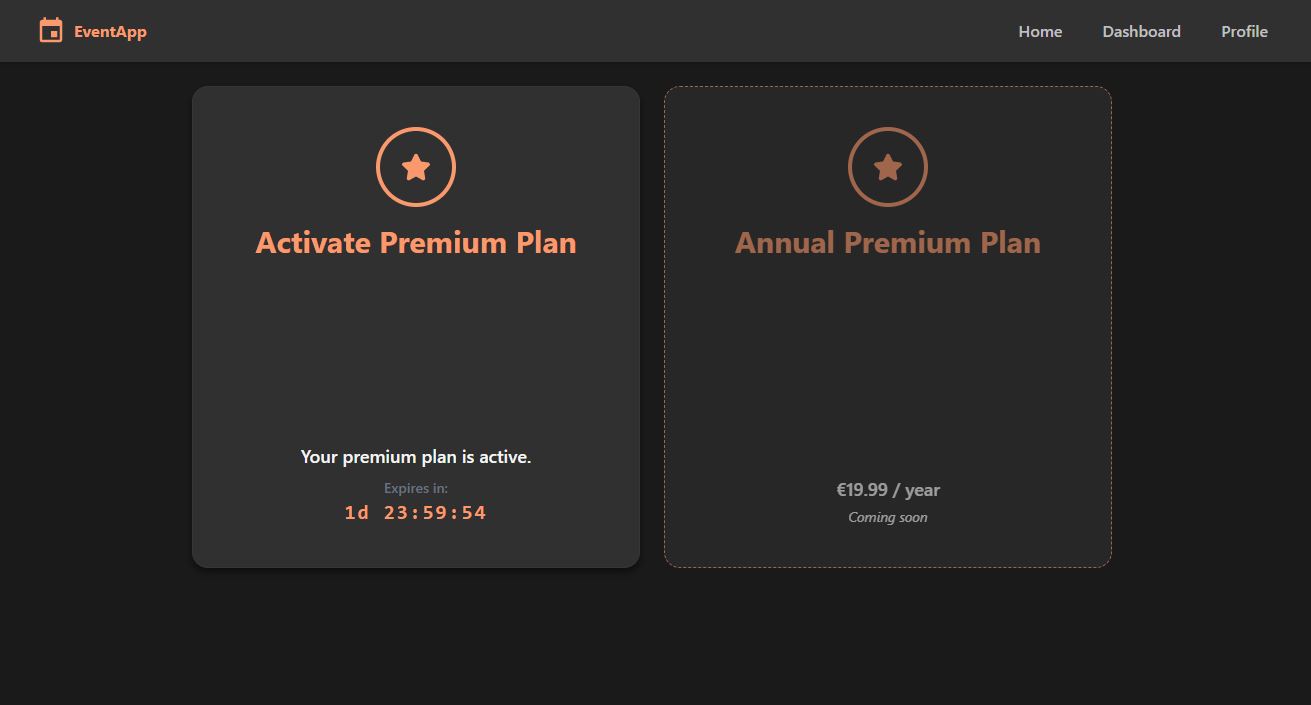 EventApp
Home
Dashboard
Profile
Activate Premium Plan
Your premium plan is active.
Expires in:
1d 23:59:54
Annual Premium Plan
€19.99 / year
Coming soon